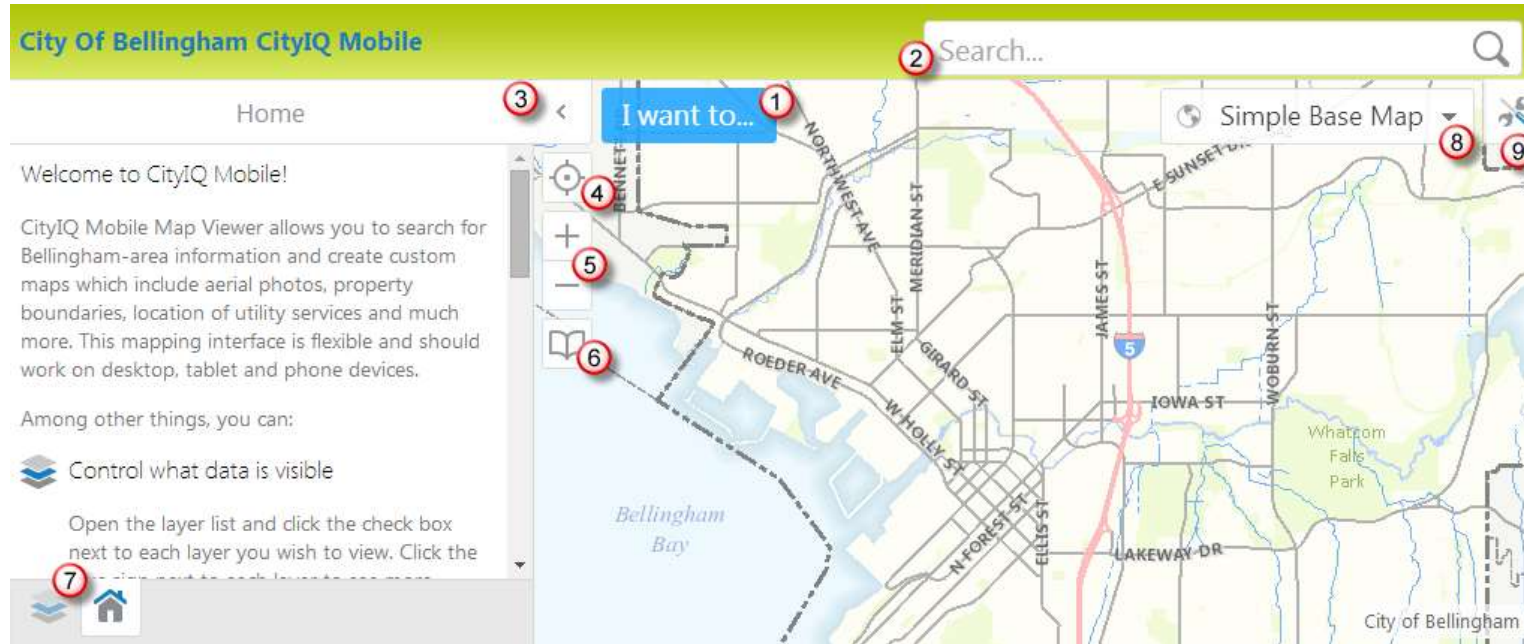 City Of Bellingham CityIQ Mobile
2
Search...
Home
3
I want to...
1
Simple Base Map
8
9
Welcome to CityIQ Mobile!
CityIQ Mobile Map Viewer allows you to search for
Bellingham-area information and create custom
maps which include aerial photos, property
boundaries, location of utility services and much
more. This mapping interface is flexible and should
work on desktop, tablet and phone devices.
Among other things, you can:
Control what data is visible
Open the layer list and click the check box
next to each layer you wish to view. Click the
7
4
5
6
NORTHWEST AVE
MERIDIAN ST
E SUNSET
JAMES ST
ELM ST
GIRARD ST
5
WOBURN ST
ROEDER AVE
IOWA ST
W HOLLY ST
Whatcom
Falls
Park
Bellingham
Bay
N FOREST ST
ELLIS ST
LAKEWAY DR
City of Bellingham